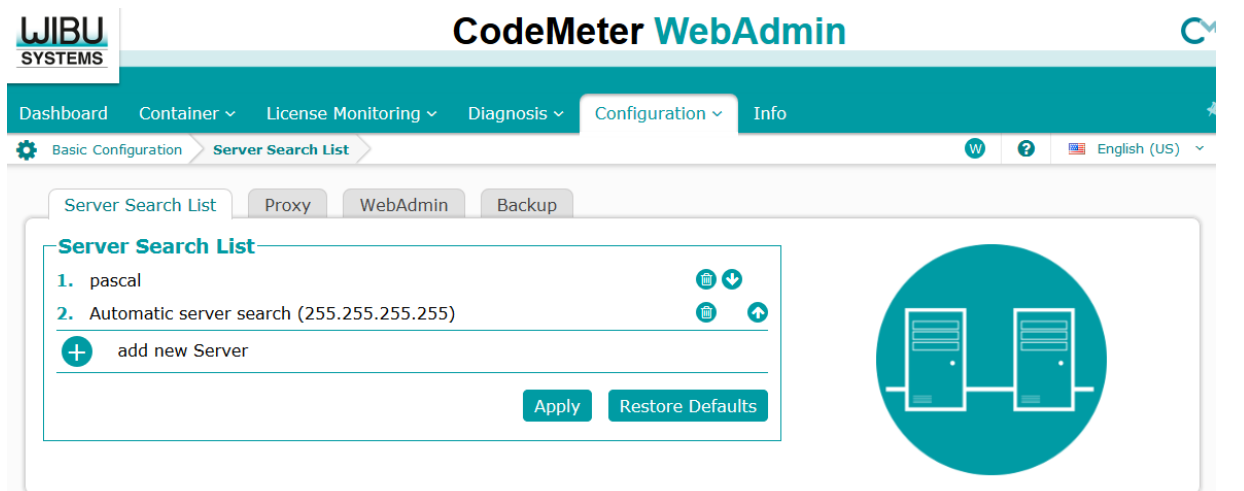 WIBU
SYSTEMS
CodeMeter WebAdmin
Dashboard Container License Monitoring Diagnosis Configuration Info
Basic Configuration Server Search List W ? English (US)
Server Search List Proxy WebAdmin Backup
Server Search List
1. pascal
2. Automatic server search (255.255.255.255)
+ add new Server
Apply Restore Defaults